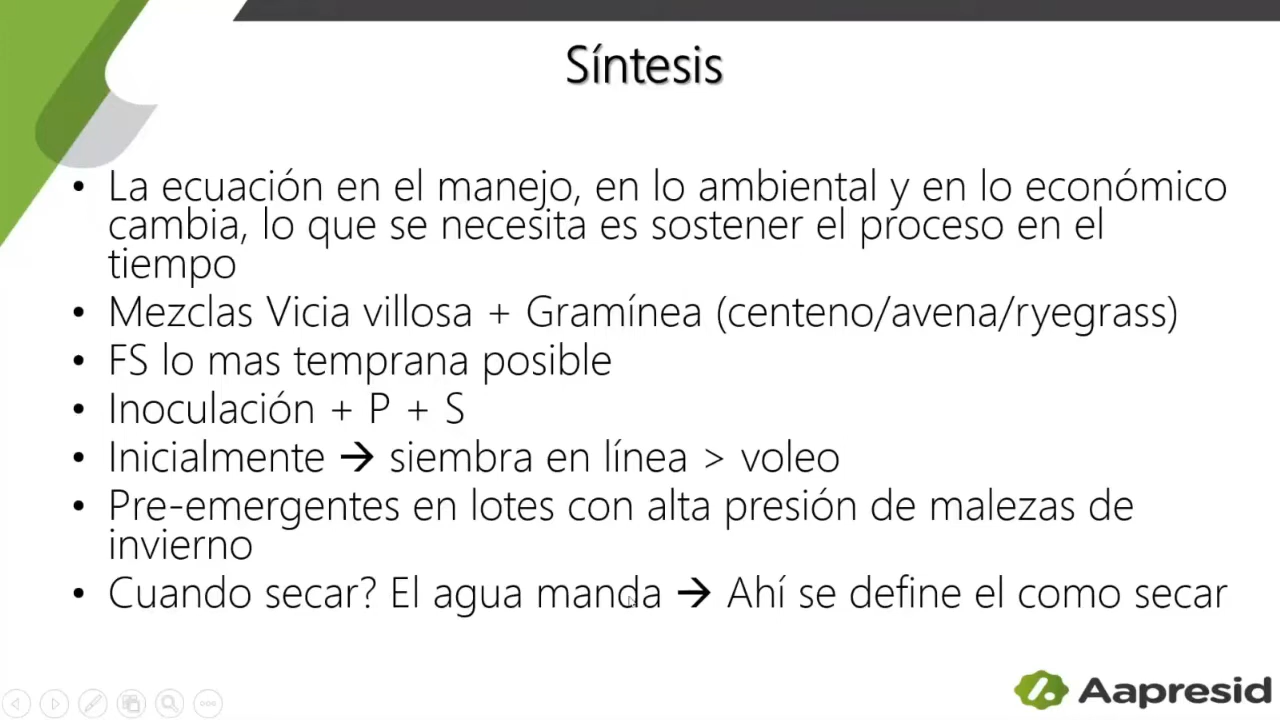 Síntesis
• La ecuación en el manejo, en lo ambiental y en lo económico
cambia, lo que se necesita es sostener el proceso en el
tiempo
• Mezclas Vicia villosa + Gramínea (centeno/avena/ryegrass)
• FS lo mas temprana posible
• Inoculación + P + S
• Inicialmente → siembra en línea > voleo
• Pre-emergentes en lotes con alta presión de malezas de
invierno
• Cuando secar? El agua manda → Ahí se define el como secar
Aapresid